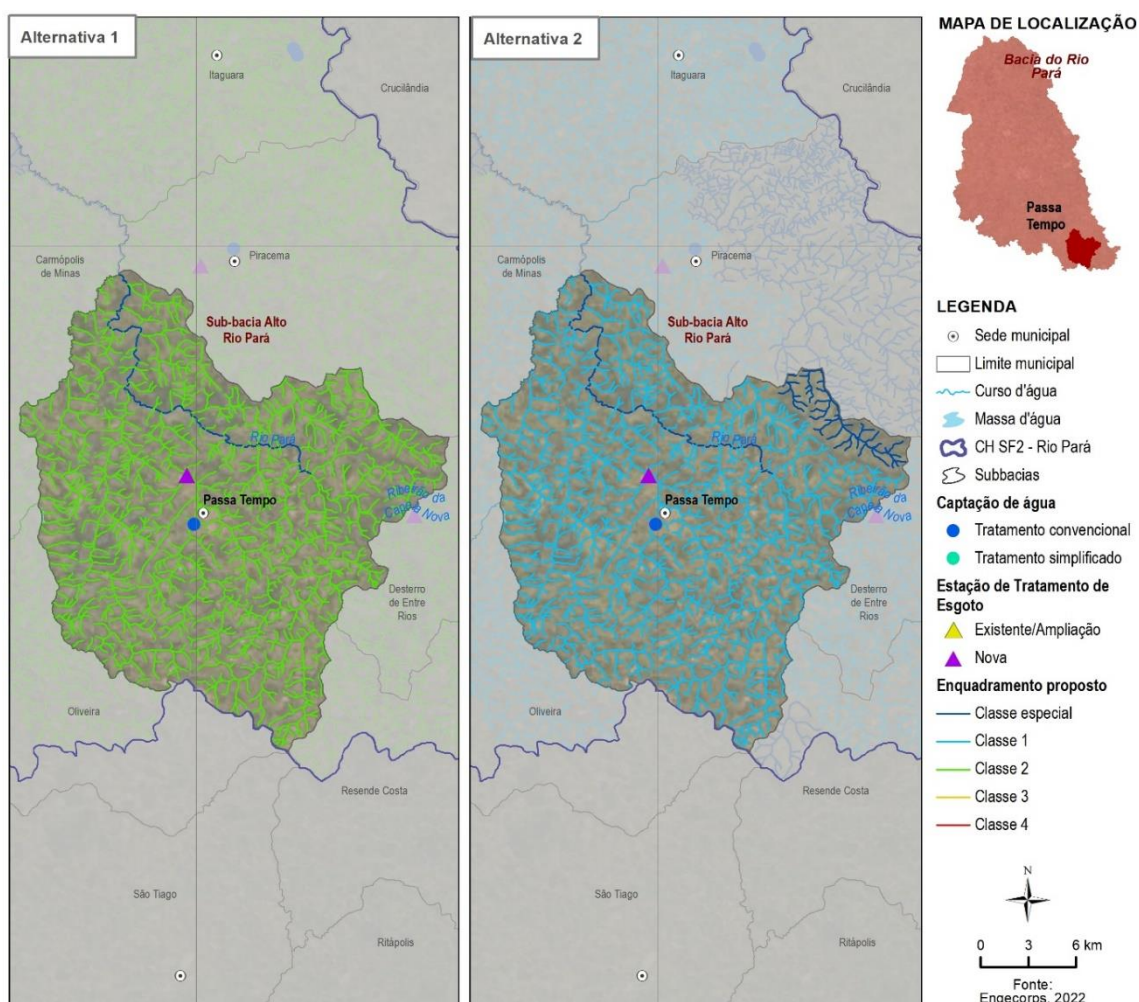 Alternativa 1
Itaguara
Crucilândia
Carmópolis
de Minas
Piracema
Sub-bacia Alto
Rio Pará
Rio Pará
Passa Tempo
Ribeirão da
Nova
Desterro
de Entre
Rios
Oliveira
Resende Costa
São Tiago
Ritápolis
Alternativa 2
Itaguara
Crucilândia
Carmópolis
de Minas
Piracema
Sub-bacia Alto
Rio Pará
Rio Pará
Passa Tempo
Ribeirão da
Nova
Desterro
de Entre
Rios
Oliveira
Resende Costa
São Tiago
Ritápolis
MAPA DE LOCALIZAÇÃO
Bacia do Rio
Pará
Passa
Tempo
LEGENDA
Sede municipal
Limite municipal
Curso d'água
Massa d'água
CH SF2 - Rio Pará
Subbacias
Captação de água
Tratamento convencional
Tratamento simplificado
Estação de Tratamento de
Esgoto
Existente/Ampliação
Nova
Enquadramento proposto
Classe especial
Classe 1
Classe 2
Classe 3
Classe 4
N
0 3 6 km
Fonte:
Engecorps, 2022